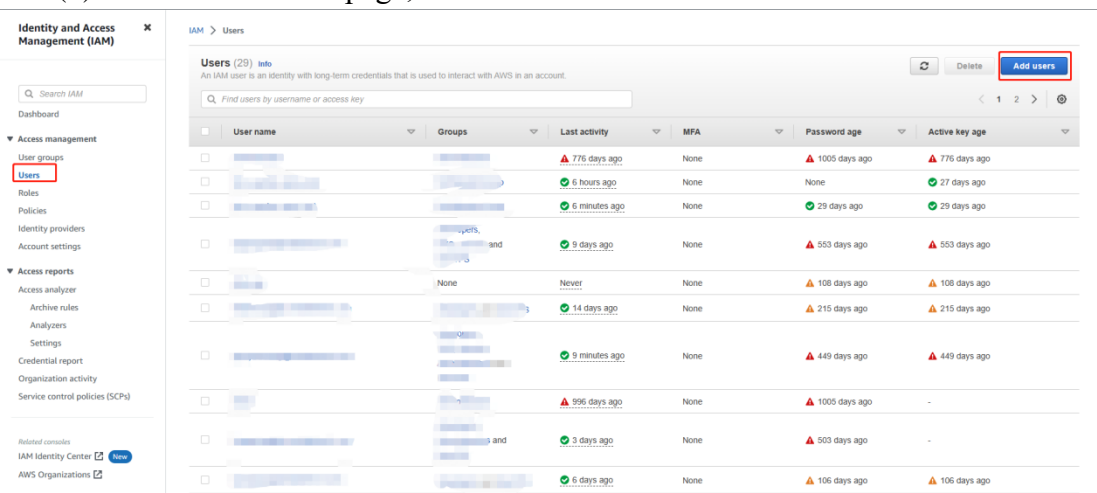 Identity and Access
Management (IAM)
Search IAM
Dashboard
Access management
User groups
Users
Roles
Policies
Identity providers
Account settings
Access reports
Access analyzer
Archive rules
Analyzers
Settings
Credential report
Organization activity
Service control policies (SCPs)
Related consoles
IAM Identity Center New
AWS Organizations
IAM > Users
Users (29) Info
An IAM user is an identity with long-term credentials that is used to interact with AWS in an account.
Delete Add users
Find users by username or access key
1 2
User name Groups Last activity MFA Password age Active key age
776 days ago None 1005 days ago 776 days ago
6 hours ago None None 27 days ago
6 minutes ago None 29 days ago 29 days ago
and 9 days ago None 553 days ago 553 days ago
None Never None 108 days ago 108 days ago
14 days ago None 215 days ago 215 days ago
9 minutes ago None 449 days ago 449 days ago
996 days ago None 1005 days ago -
and 3 days ago None 503 days ago -
6 days ago None 106 days ago 106 days ago